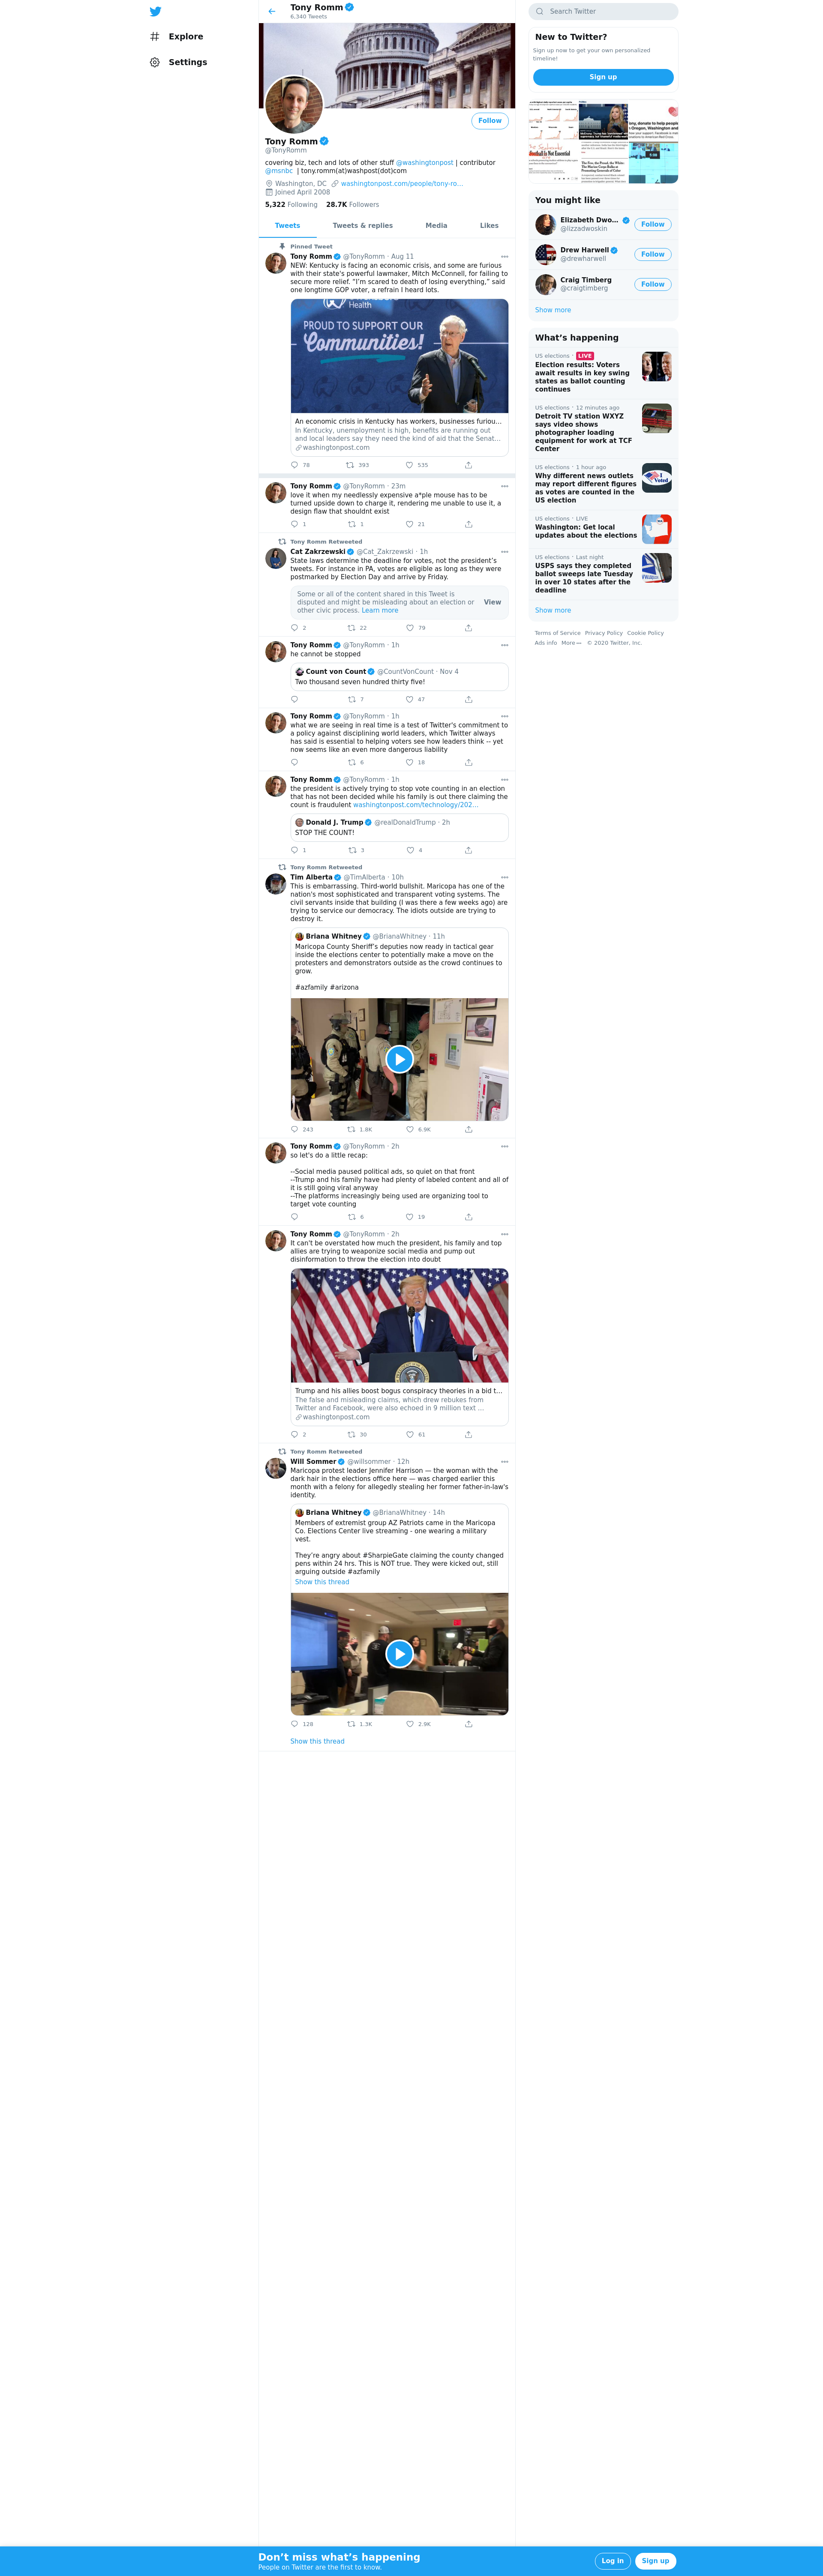 Explore
Settings
Tony Romm
6,340 Tweets
Follow
Tony Romm
@TonyRomm
covering biz, tech and lots of other stuff @washingtonpost | contributor
@msnbc | tony.romm(at)washpost(dot)com
Washington, DC washingtonpost.com/people/tony-ro…
Joined April 2008
5,322 Following 28.7K Followers
Tweets Tweets & replies Media Likes
Pinned Tweet
Tony Romm @TonyRomm · Aug 11
NEW: Kentucky is facing an economic crisis, and some are furious
with their state's powerful lawmaker, Mitch McConnell, for failing to
secure more relief. "I'm scared to death of losing everything," said
one longtime GOP voter, a refrain I heard lots.
Health
PROUD TO SUPPORT OUR
Communities!
An economic crisis in Kentucky has workers, businesses furiou…
In Kentucky, unemployment is high, benefits are running out
and local leaders say they need the kind of aid that the Senat…
washingtonpost.com
78 393 535
Tony Romm @TonyRomm · 23m
love it when my needlessly expensive a*ple mouse has to be
turned upside down to charge it, rendering me unable to use it, a
design flaw that shouldnt exist
1 1 21
Tony Romm Retweeted
Cat Zakrzewski @Cat_Zakrzewski · 1h
State laws determine the deadline for votes, not the president's
tweets. For instance in PA, votes are eligible as long as they were
postmarked by Election Day and arrive by Friday.
Some or all of the content shared in this Tweet is
disputed and might be misleading about an election or
other civic process. Learn more
View
2 22 79
Tony Romm @TonyRomm · 1h
he cannot be stopped
Count von Count @CountVonCount · Nov 4
Two thousand seven hundred thirty five!
7 47
Tony Romm @TonyRomm · 1h
what we are seeing in real time is a test of Twitter's commitment to
a policy against disciplining world leaders, which Twitter always
has said is essential to helping voters see how leaders think -- yet
now seems like an even more dangerous liability
6 18
Tony Romm @TonyRomm · 1h
the president is actively trying to stop vote counting in an election
that has not been decided while his family is out there claiming the
count is fraudulent washingtonpost.com/technology/202…
Donald J. Trump @realDonaldTrump · 2h
STOP THE COUNT!
1 3 4
Tony Romm Retweeted
Tim Alberta @TimAlberta · 10h
This is embarrassing. Third-world bullshit. Maricopa has one of the
nation's most sophisticated and transparent voting systems. The
civil servants inside that building (I was there a few weeks ago) are
trying to service our democracy. The idiots outside are trying to
destroy it.
Briana Whitney @BrianaWhitney · 11h
Maricopa County Sheriff's deputies now ready in tactical gear
inside the elections center to potentially make a move on the
protesters and demonstrators outside as the crowd continues to
grow.
#azfamily #arizona
243 1.8K 6.9K
Tony Romm @TonyRomm · 2h
so let's do a little recap:
--Social media paused political ads, so quiet on that front
--Trump and his family have had plenty of labeled content and all of
it is still going viral anyway
--The platforms increasingly being used are organizing tool to
target vote counting
6 19
Tony Romm @TonyRomm · 2h
It can't be overstated how much the president, his family and top
allies are trying to weaponize social media and pump out
disinformation to throw the election into doubt
Trump and his allies boost bogus conspiracy theories in a bid t…
The false and misleading claims, which drew rebukes from
Twitter and Facebook, were also echoed in 9 million text …
washingtonpost.com
2 30 61
Tony Romm Retweeted
Will Sommer @willsommer · 12h
Maricopa protest leader Jennifer Harrison — the woman with the
dark hair in the elections office here — was charged earlier this
month with a felony for allegedly stealing her former father-in-law's
identity.
Briana Whitney @BrianaWhitney · 14h
Members of extremist group AZ Patriots came in the Maricopa
Co. Elections Center live streaming - one wearing a military
vest.
They're angry about #SharpieGate claiming the county changed
pens within 24 hrs. This is NOT true. They were kicked out, still
arguing outside #azfamily
Show this thread
128 1.3K 2.9K
Show this thread
Search Twitter
New to Twitter?
Sign up now to get your own personalized
timeline!
Sign up
You might like
Elizabeth Dwo…
@lizzadwoskin
Follow
Drew Harwell
@drewharwell
Follow
Craig Timberg
@craigtimberg
Follow
Show more
What's happening
US elections · LIVE
Election results: Voters
await results in key swing
states as ballot counting
continues
US elections · 12 minutes ago
Detroit TV station WXYZ
says video shows
photographer loading
equipment for work at TCF
Center
US elections · 1 hour ago
Why different news outlets
may report different figures
as votes are counted in the
US election
I Voted
US elections · LIVE
Washington: Get local
updates about the elections
US elections · Last night
USPS says they completed
ballot sweeps late Tuesday
in over 10 states after the
deadline
Show more
Terms of Service Privacy Policy Cookie Policy
Ads info More © 2020 Twitter, Inc.
Don't miss what's happening
People on Twitter are the first to know.
Log in
Sign up